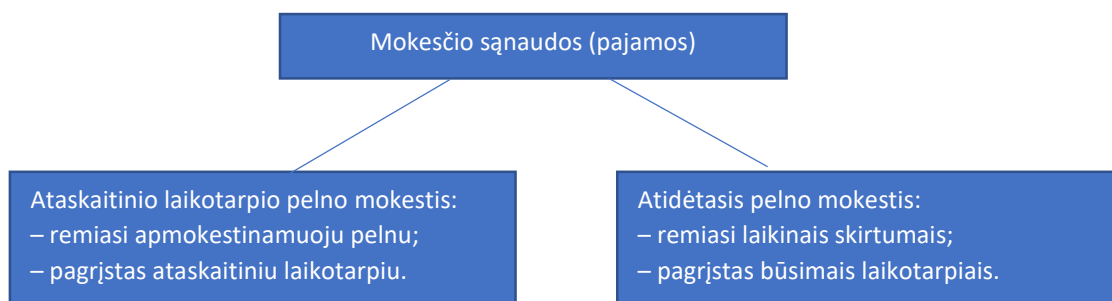 Mokesčio sąnaudos (pajamos)
Ataskaitinio laikotarpio pelno mokestis:
– remiasi apmokestinamuoju pelnu;
– pagrįstas ataskaitiniu laikotarpiu.
Atidėtasis pelno mokestis:
– remiasi laikinais skirtumais;
– pagrįstas būsimais laikotarpiais.